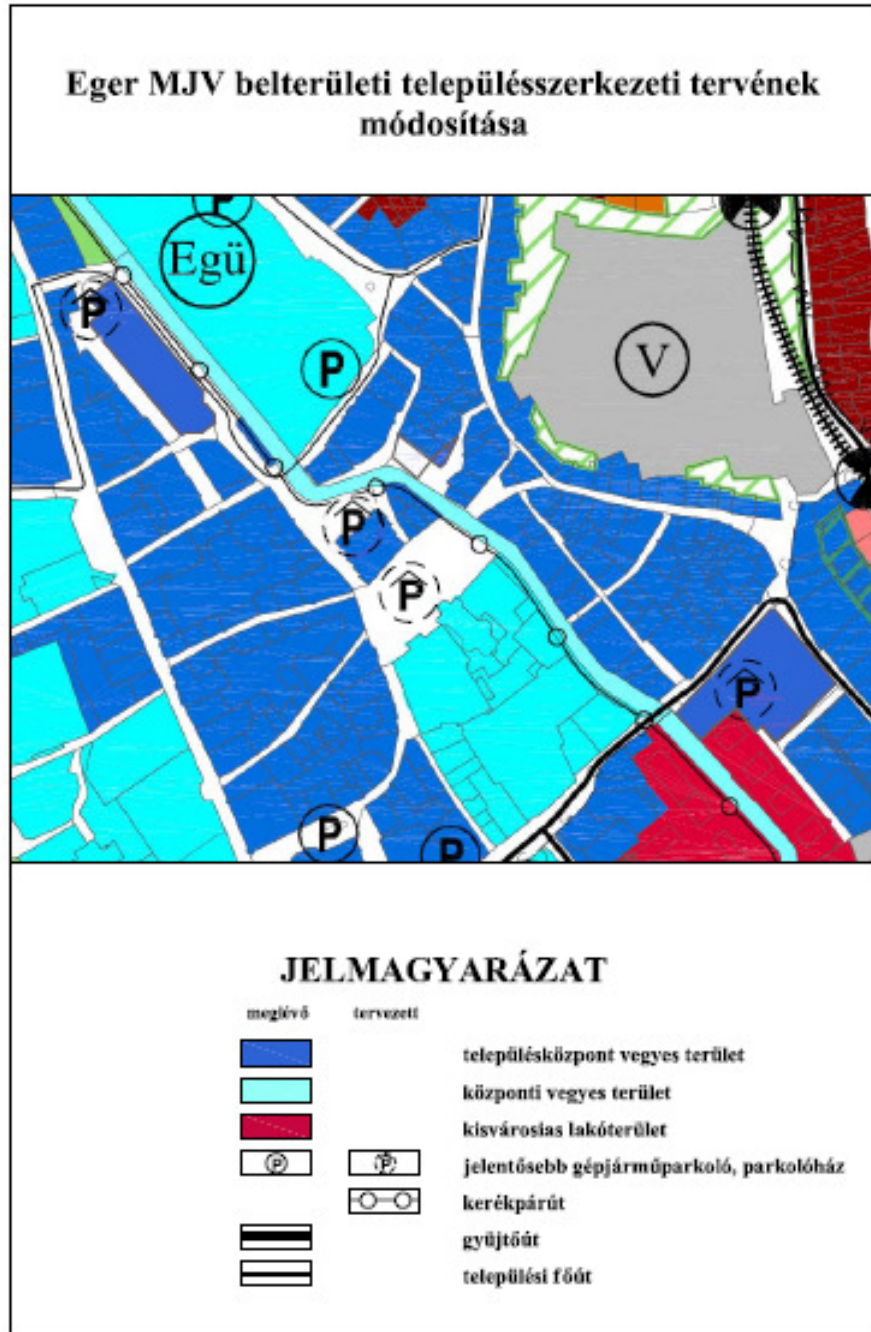 Eger MJV belterületi településszerkezeti tervének
módosítása
P
Egü
P
P
V
P
P
P
P
P
JELMAGYARÁZAT
meglévő tervezett
településközpont vegyes terület
központi vegyes terület
kisvárosias lakóterület
P P jelentősebb gépjárműparkoló, parkolóház
kerékpárút
gyűjtőút
települési főút